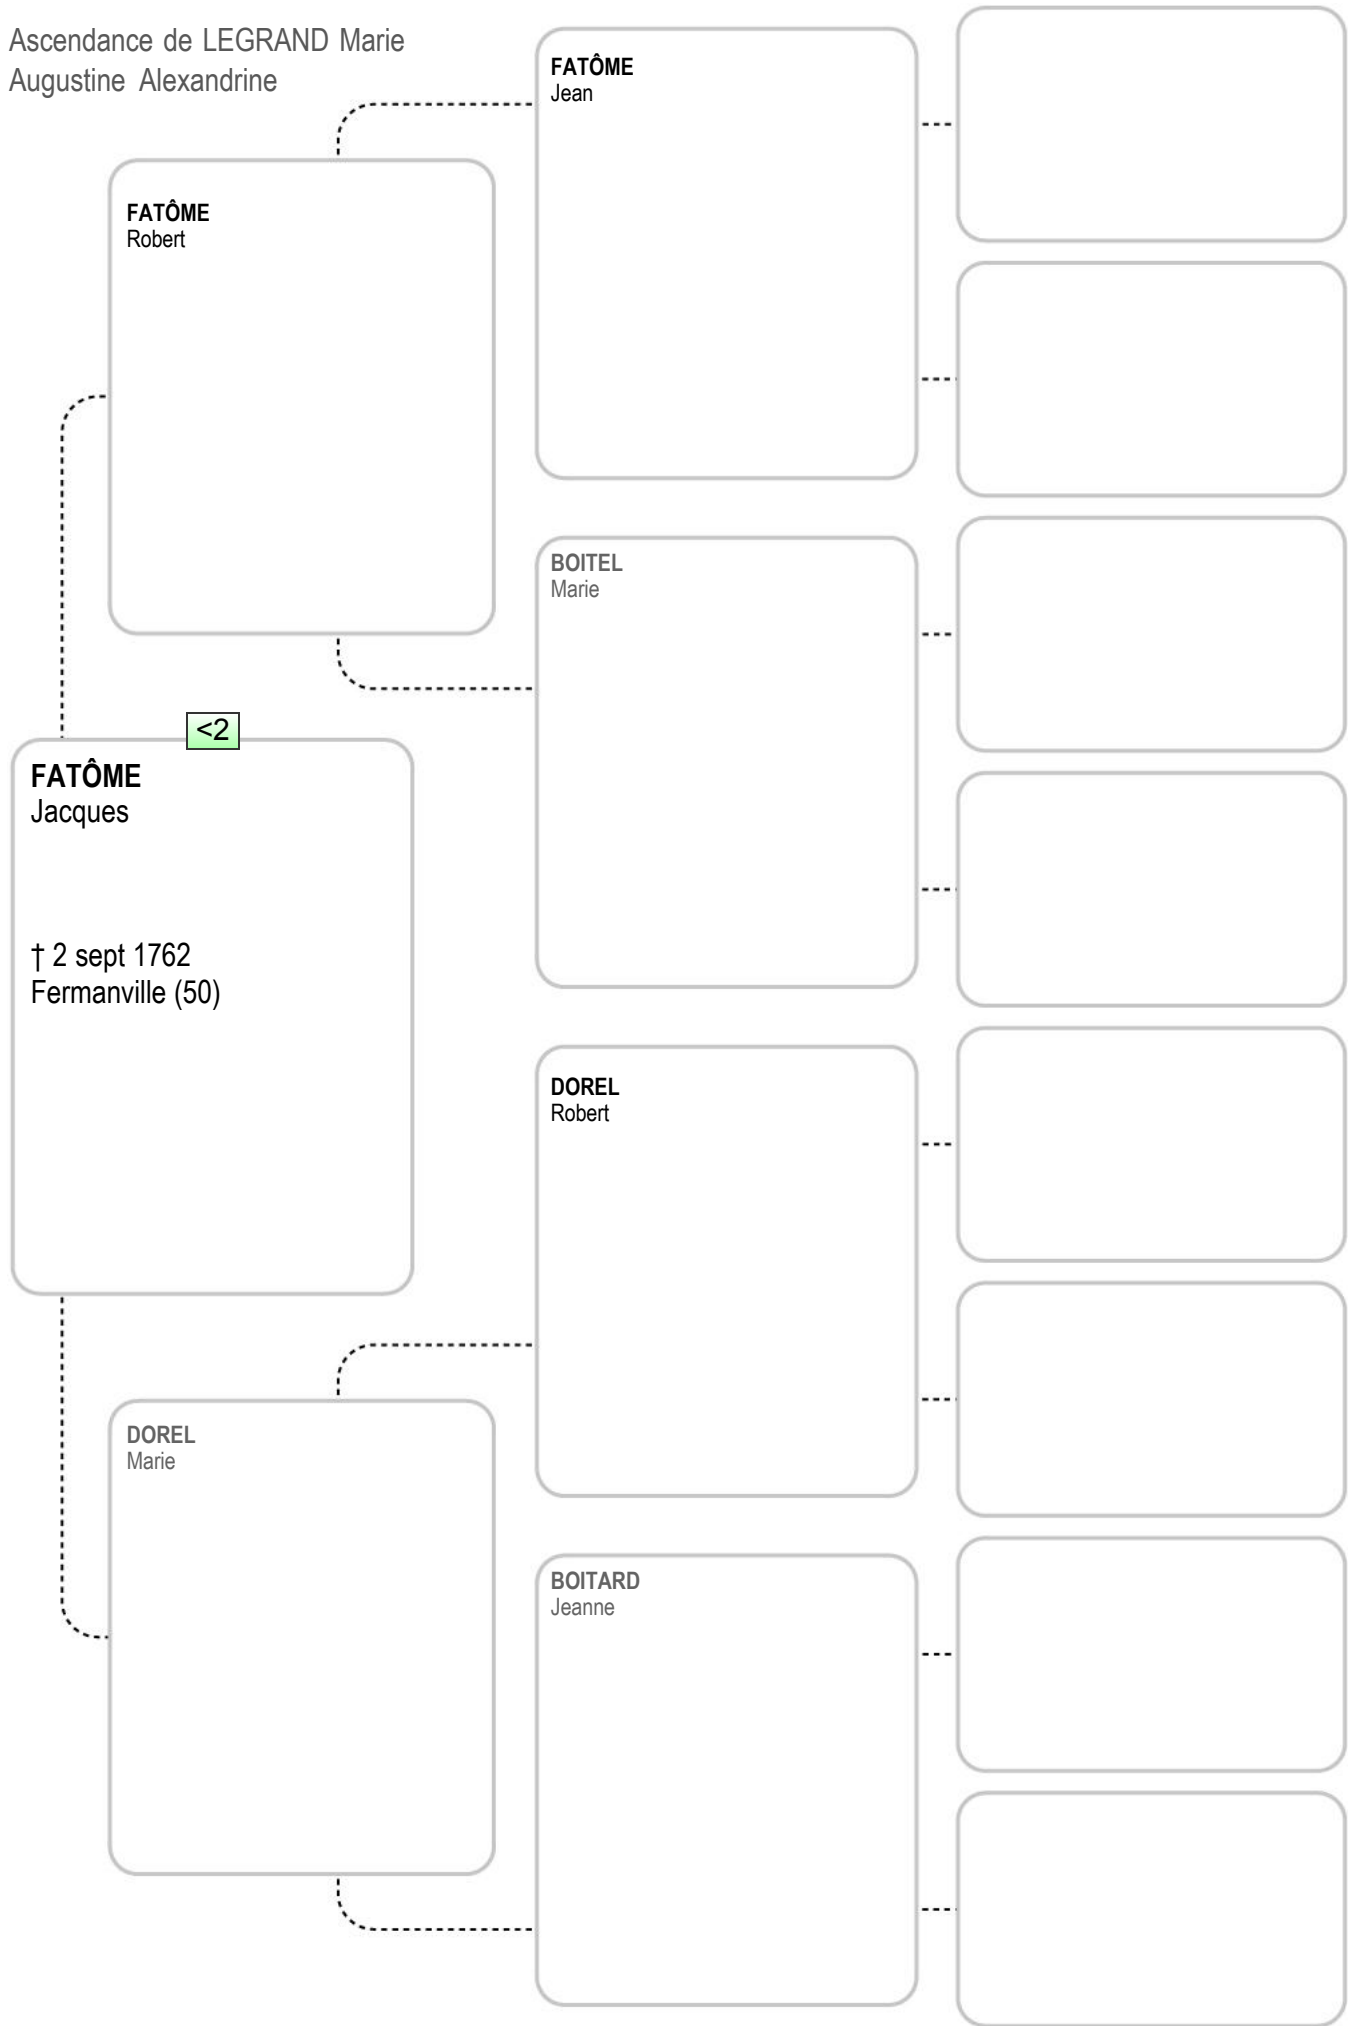 Ascendance de LEGRAND Marie
Augustine Alexandrine
FATÔME
Jean
FATÔME
Robert
BOITEL
Marie
<2
FATÔME
Jacques
† 2 sept 1762
Fermanville (50)
DOREL
Robert
DOREL
Marie
BOITARD
Jeanne